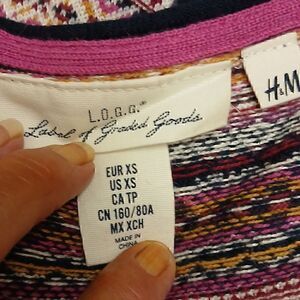 L.O.G.G.®
Label of Graded Goods
H&M
EUR XS
US XS
CA TP
CN 160/80A
MX XCH
MADE IN
CHINA